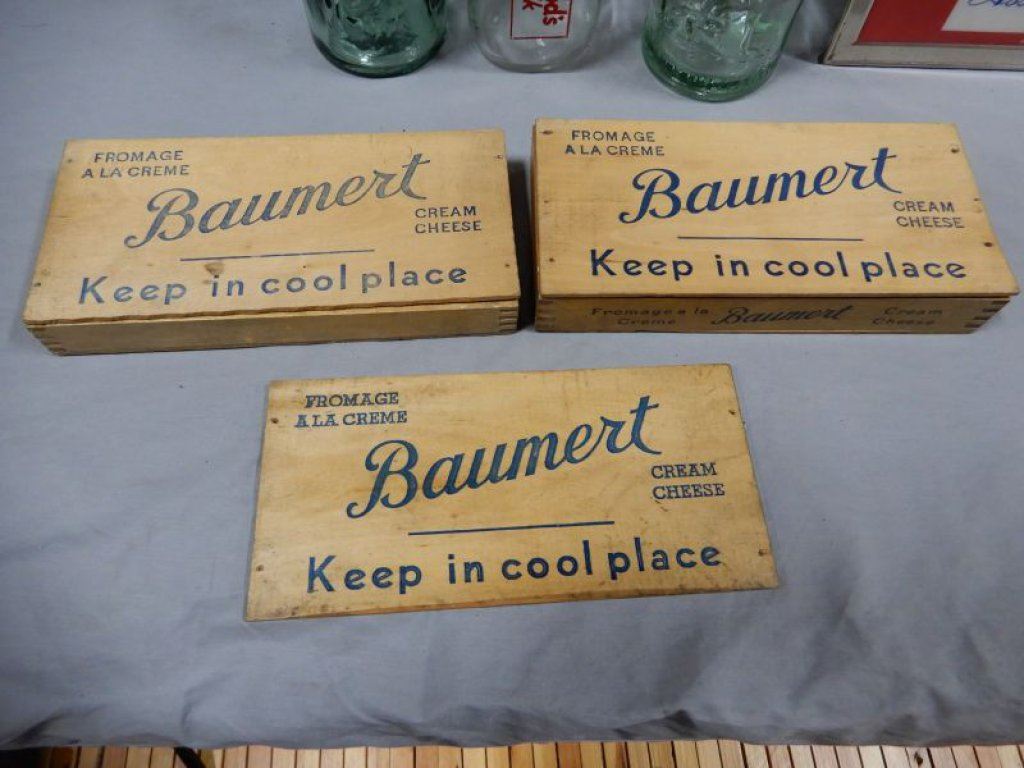 FROMAGE
A LA CREME
Baumert
CREAM
CHEESE
Keep in cool place
FROMAGE
A LA CREME
Baumert
CREAM
CHEESE
Keep in cool place
Fromage a la
Creme
Baumert
Cream
Cheese
FROMAGE
A LA CREME
Baumert
CREAM
CHEESE
Keep in cool place